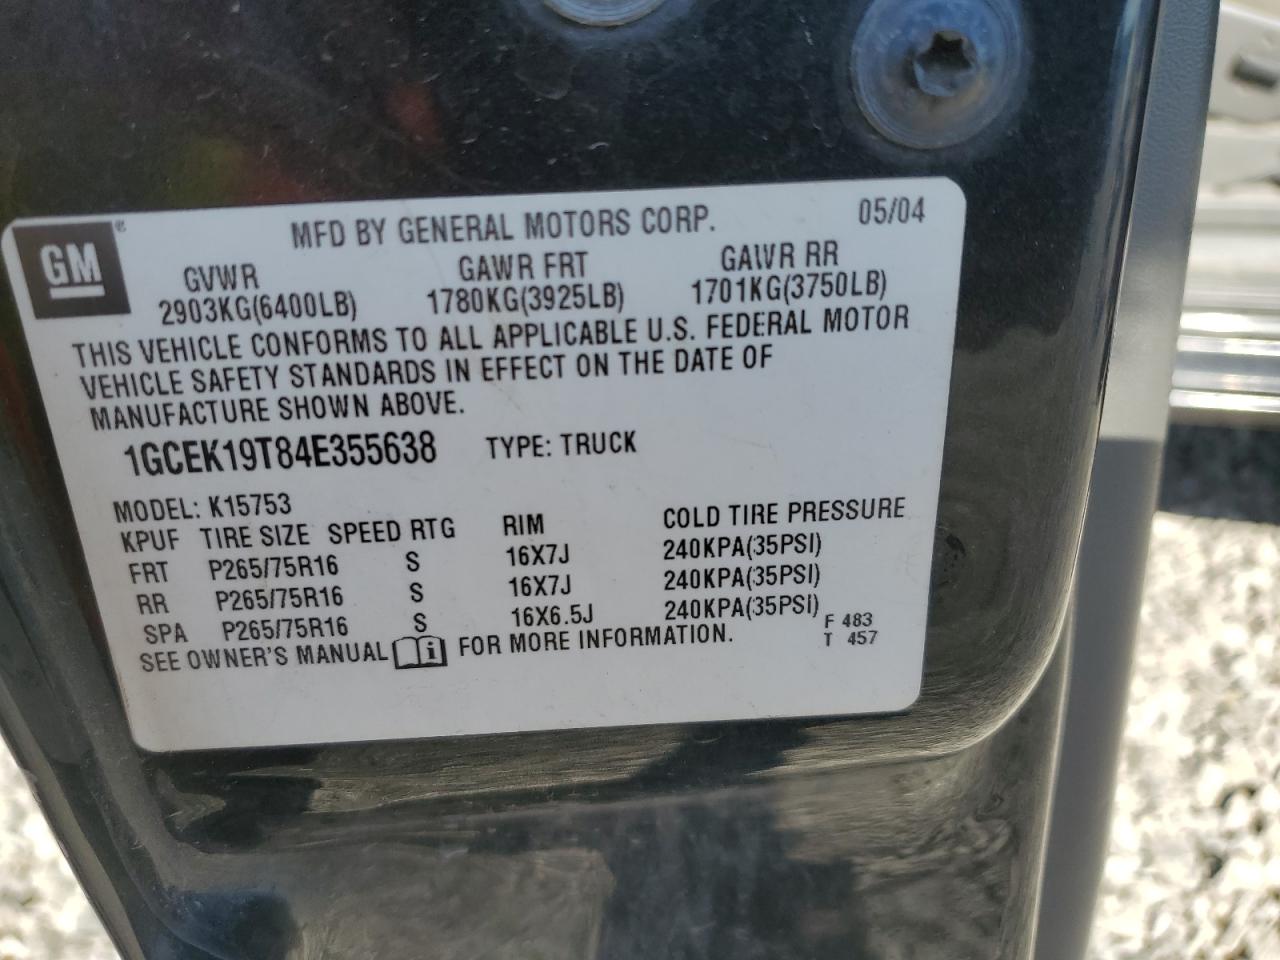 GM ® MFD BY GENERAL MOTORS CORP. 05/04
GVWR GAWR FRT GAWR RR
2903KG(6400LB) 1780KG(3925LB) 1701KG(3750LB)
THIS VEHICLE CONFORMS TO ALL APPLICABLE U.S. FEDERAL MOTOR
VEHICLE SAFETY STANDARDS IN EFFECT ON THE DATE OF
MANUFACTURE SHOWN ABOVE.
1GCEK19T84E355638 TYPE: TRUCK
MODEL: K15753
KPUF TIRE SIZE SPEED RTG RIM COLD TIRE PRESSURE
FRT P265/75R16 S 16X7J 240KPA(35PSI)
RR P265/75R16 S 16X7J 240KPA(35PSI)
SPA P265/75R16 S 16X6.5J 240KPA(35PSI)
SEE OWNER'S MANUAL i FOR MORE INFORMATION.
F 483
T 457